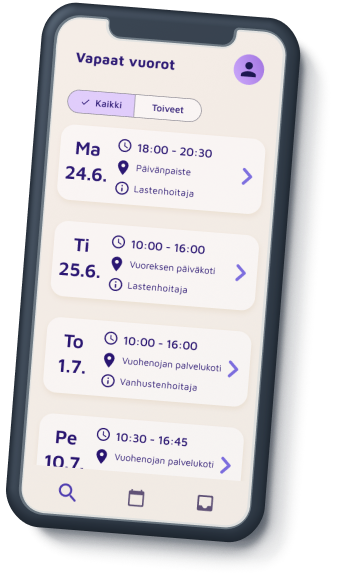 Vapaat vuorot
Kaikki
Toiveet
Ma
24.6.
18:00 - 20:30
Päivänpaiste
Lastenhoitaja
Ti
25.6.
10:00 - 16:00
Vuoreksen päiväkoti
Lastenhoitaja
To
1.7.
10:00 - 16:00
Vuohenojan palvelukoti
Vanhustenhoitaja
Pe
10.7.
10:30 - 16:45
Vuohenojan palvelukoti